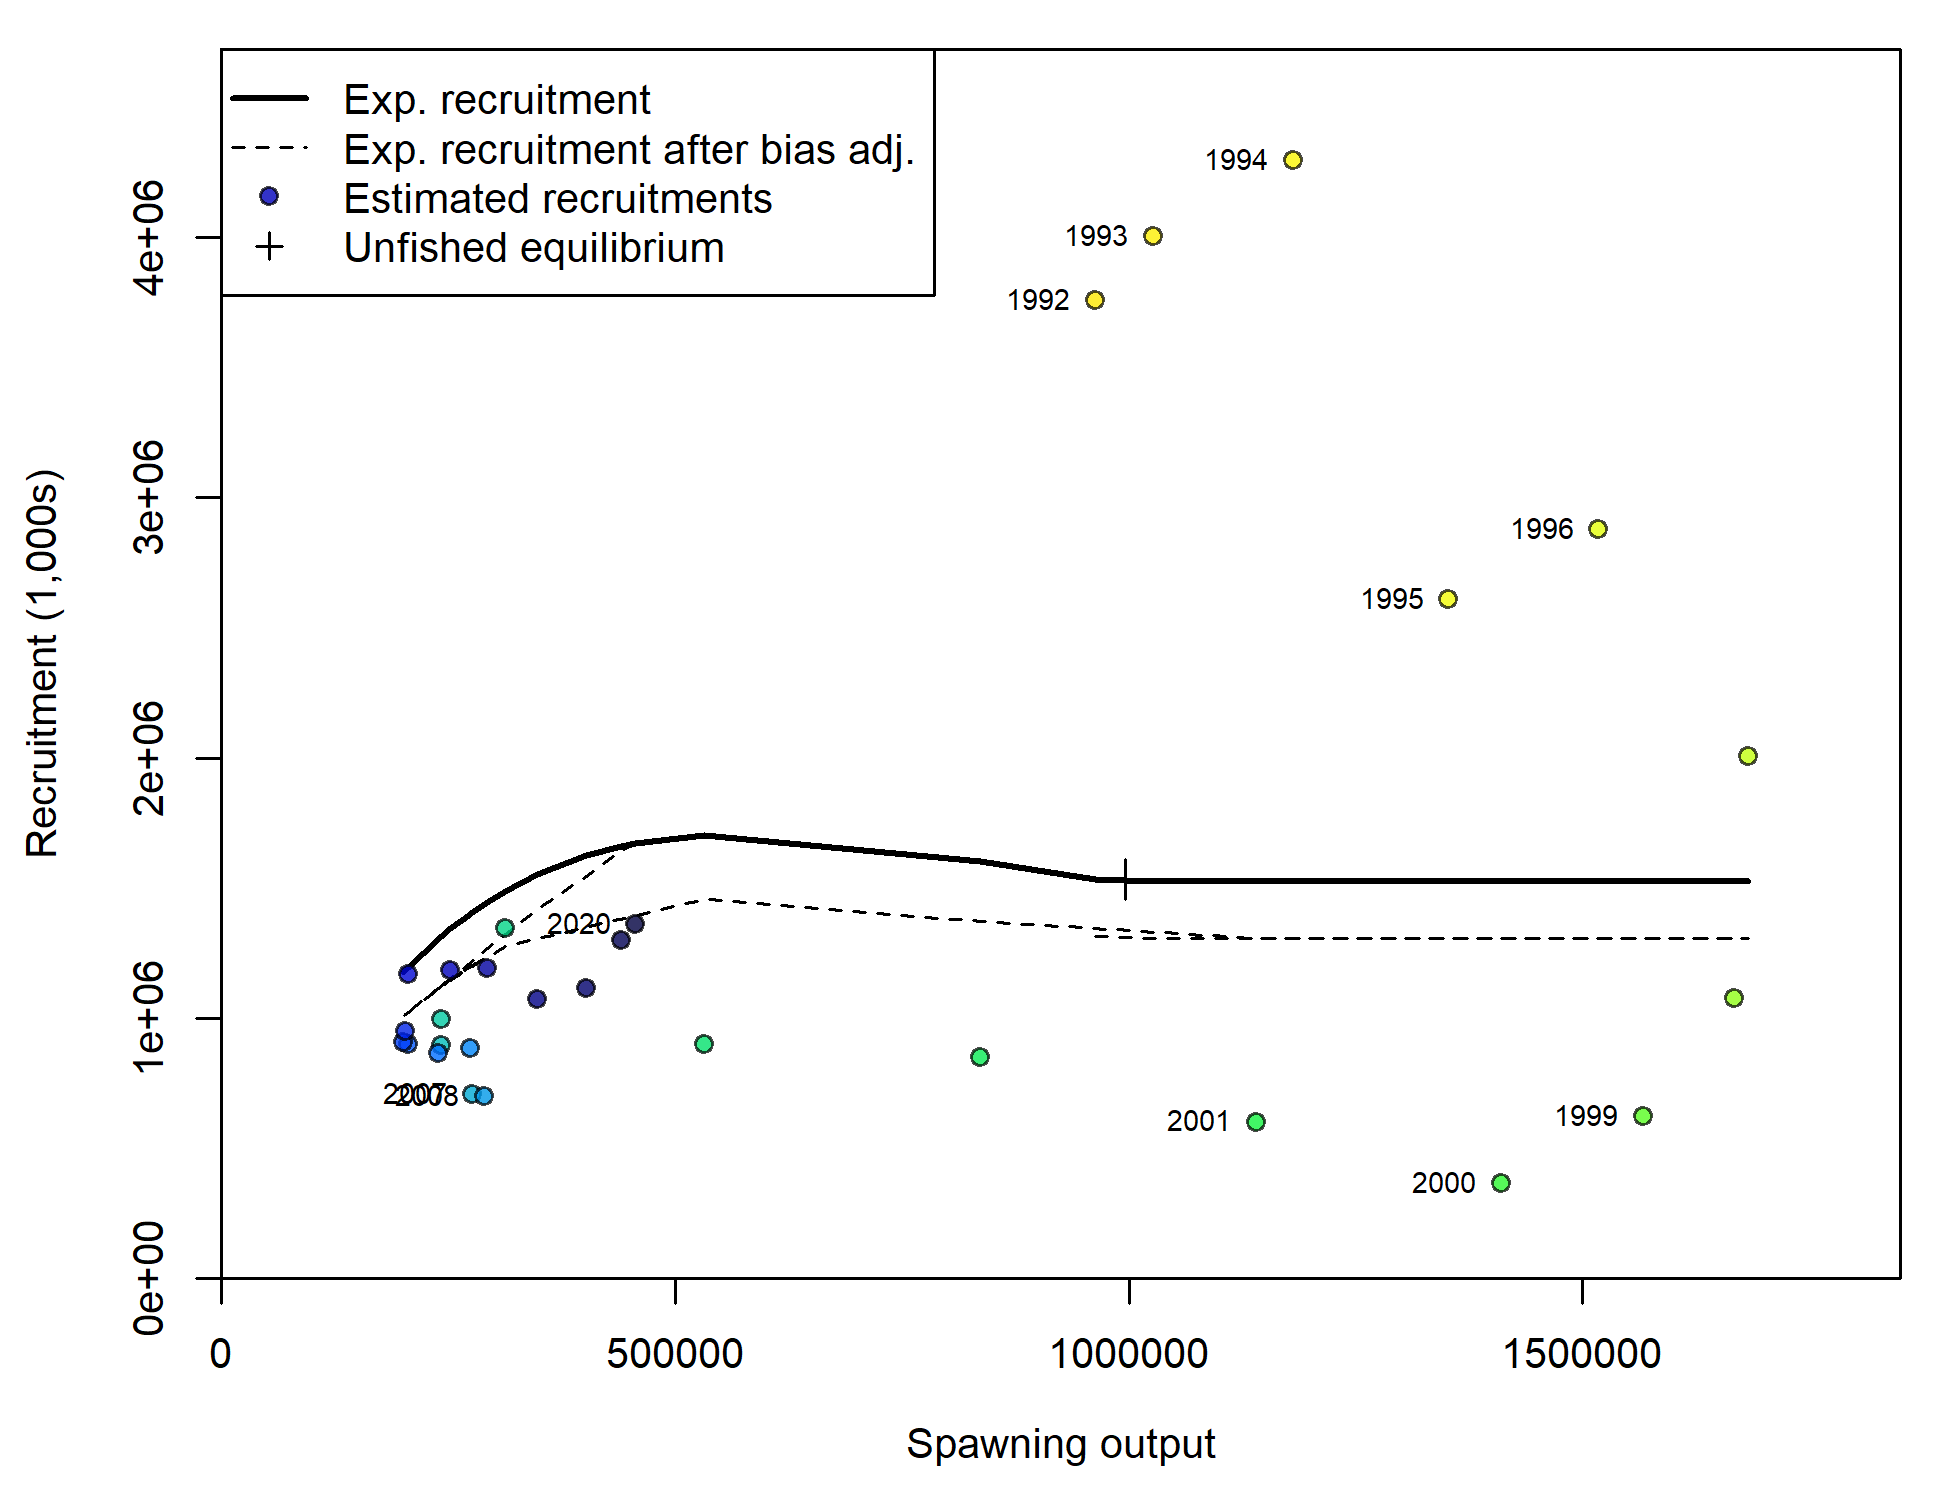 Exp. recruitment
Exp. recruitment after bias adj.
Estimated recruitments
Unfished equilibrium
1994
1993
1992
1996
1995
2020
2007
2008
2001
1999
2000
4e+06
3e+06
2e+06
1e+06
0e+00
Recruitment (1,000s)
0 500000 1000000 1500000
Spawning output